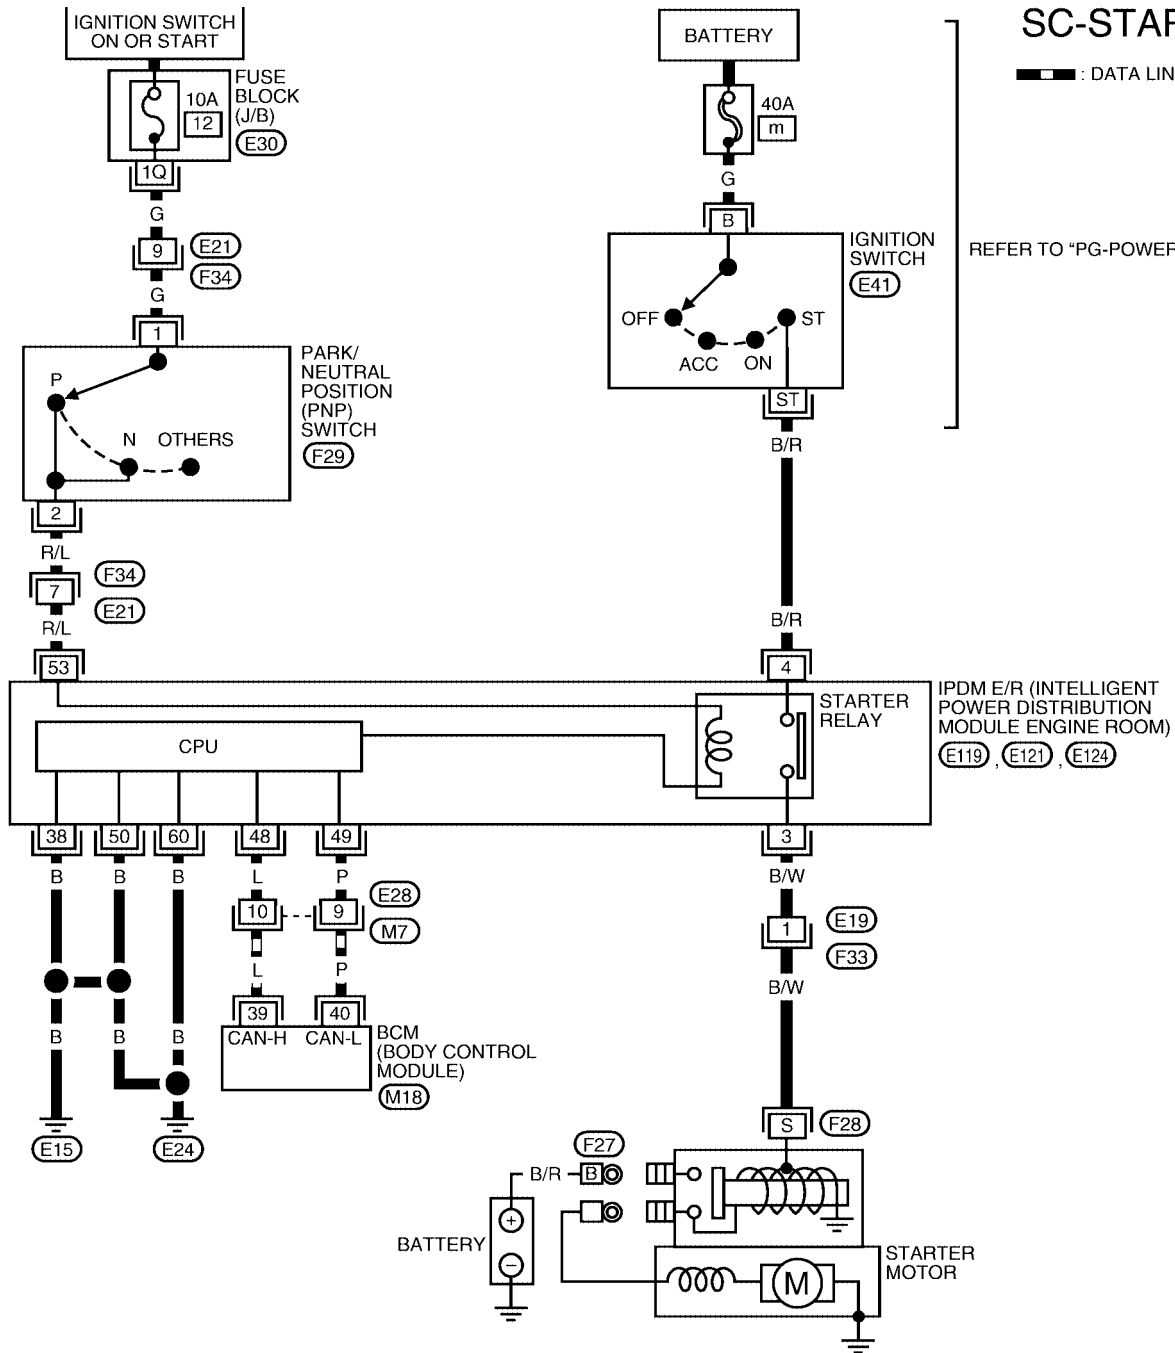 IGNITION SWITCH
ON OR START
BATTERY
SC-STAR
: DATA LIN
FUSE
BLOCK
(J/B)
E30
10A
12
40A
m
1Q
G
G
B
9
E21
F34
G
1
IGNITION
SWITCH
E41
REFER TO “PG-POWER
OFF
ACC
ON
ST
ST
B/R
PARK/
NEUTRAL
POSITION
(PNP)
SWITCH
F29
P
N
OTHERS
2
R/L
7
F34
E21
R/L
53
B/R
4
IPDM E/R (INTELLIGENT
POWER DISTRIBUTION
MODULE ENGINE ROOM)
E119 , E121 , E124
STARTER
RELAY
CPU
38
50
60
48
49
3
B
B
B
L
P
B/W
10
9
E28
M7
1
E19
F33
L
P
B/W
B
B
B
39
40
CAN-H
CAN-L
BCM
(BODY CONTROL
MODULE)
M18
E15
E24
S
F28
F27
B/R
B
BATTERY
+
−
M
STARTER
MOTOR